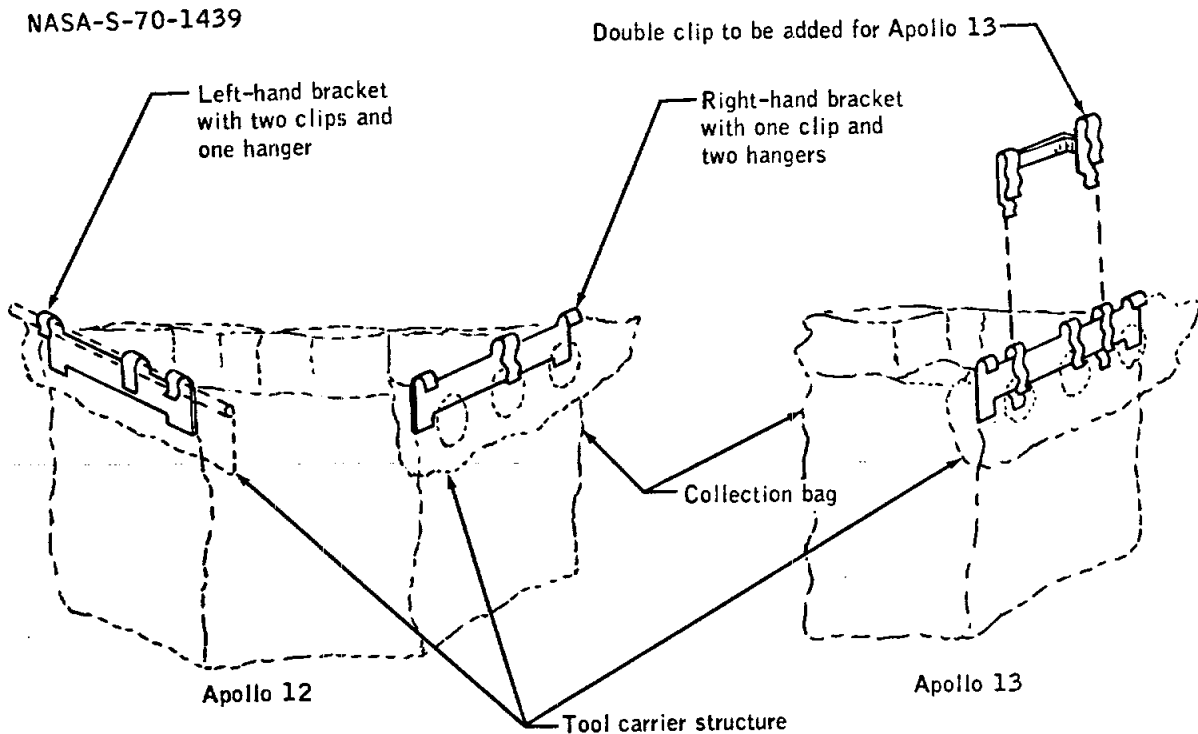 NASA-S-70-1439
Double clip to be added for Apollo 13
Left-hand bracket
with two clips and
one hanger
Right-hand bracket
with one clip and
two hangers
Collection bag
Apollo 12
Apollo 13
Tool carrier structure